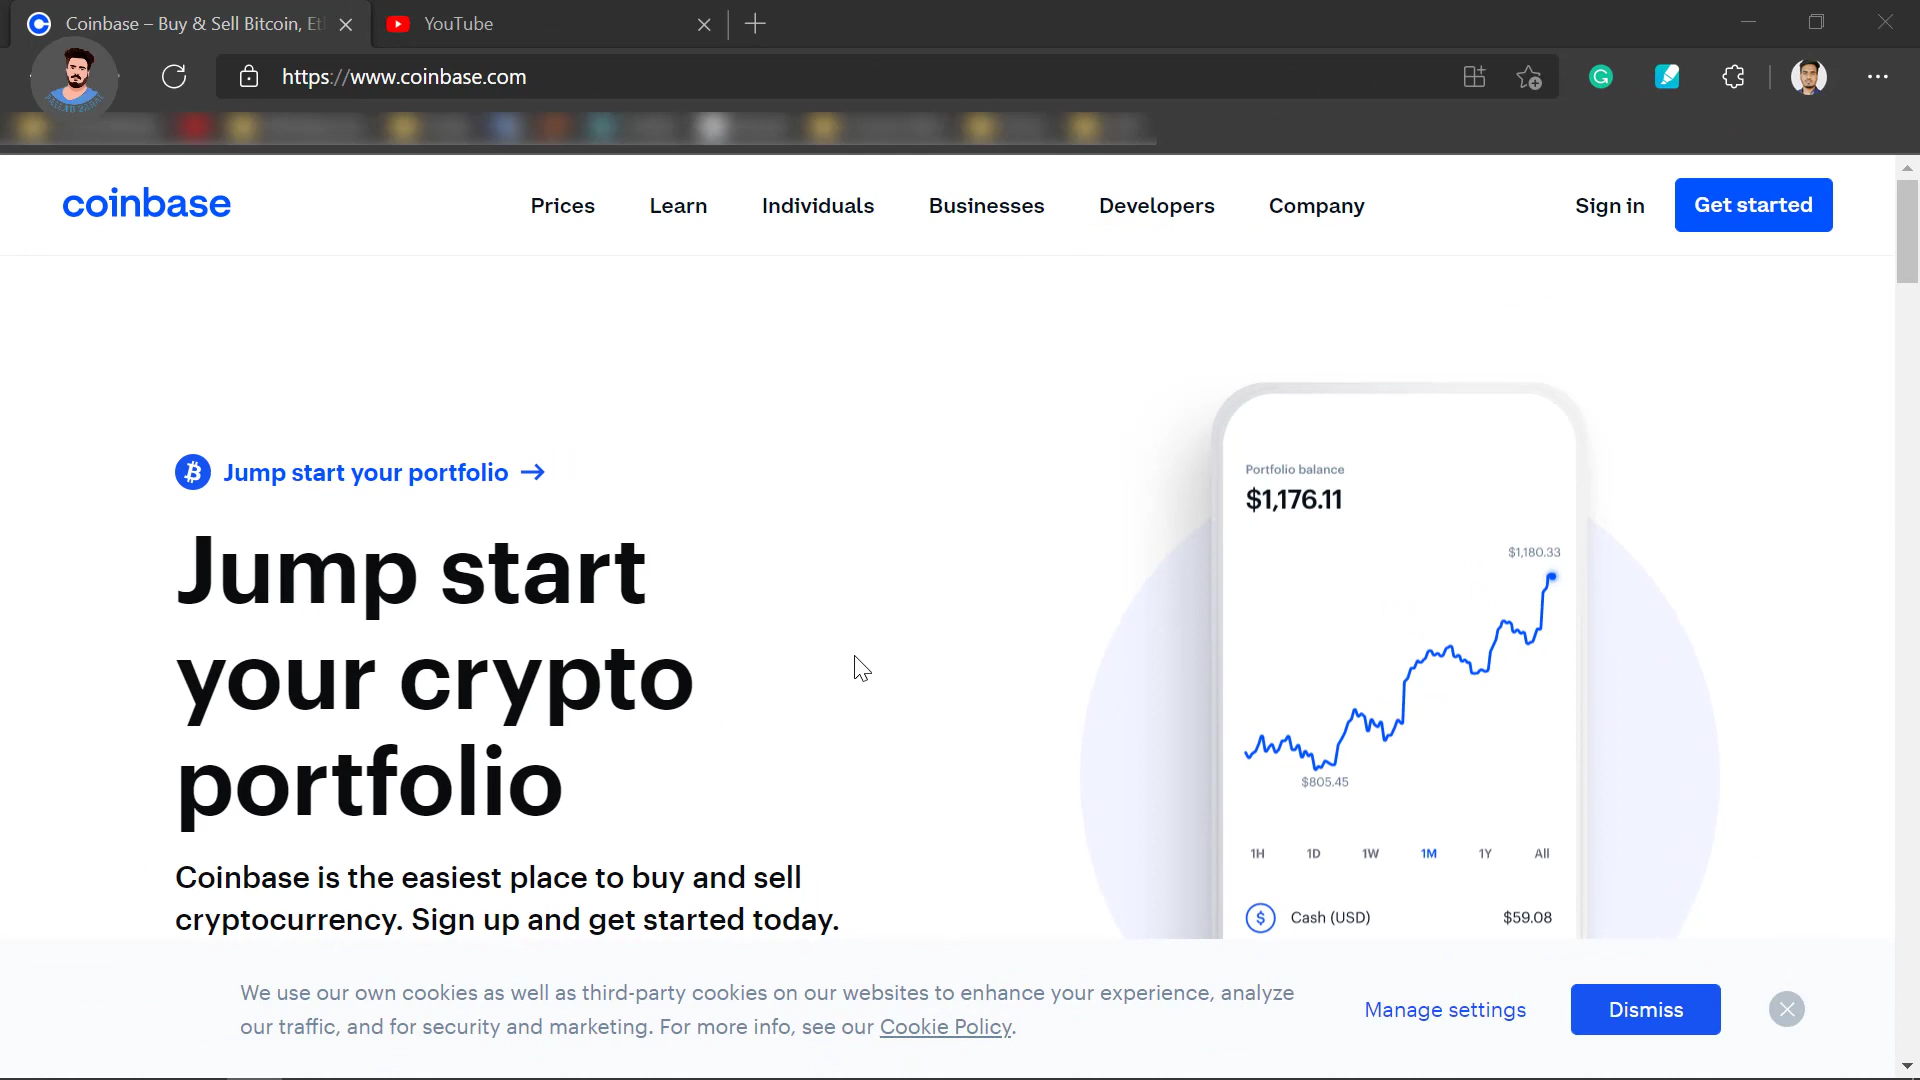 Coinbase – Buy & Sell Bitcoin, Et
YouTube
https://www.coinbase.com
coinbase
Prices
Learn
Individuals
Businesses
Developers
Company
Sign in
Get started
Jump start your portfolio →
Jump start
your crypto
portfolio
Coinbase is the easiest place to buy and sell
cryptocurrency. Sign up and get started today.
Portfolio balance
$1,176.11
$1,180.33
$805.45
1H 1D 1W 1M 1Y All
Cash (USD) $59.08
We use our own cookies as well as third-party cookies on our websites to enhance your experience, analyze
our traffic, and for security and marketing. For more info, see our Cookie Policy.
Manage settings
Dismiss